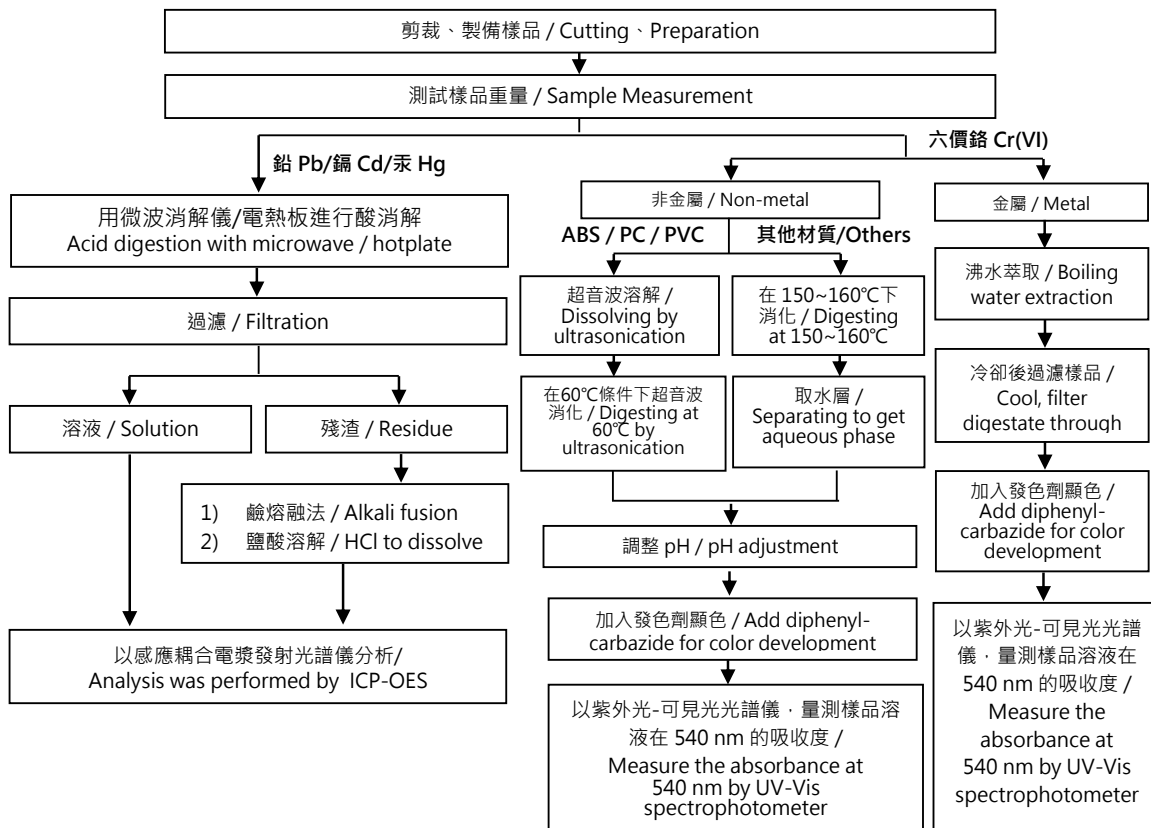 剪裁、製備樣品 / Cutting、Preparation
測試樣品重量 / Sample Measurement
鉛 Pb/鎘 Cd/汞 Hg
用微波消解儀/電熱板進行酸消解
Acid digestion with microwave / hotplate
過濾 / Filtration
溶液 / Solution
殘渣 / Residue
1) 鹼熔融法 / Alkali fusion
2) 鹽酸溶解 / HCl to dissolve
以感應耦合電漿發射光譜儀分析/
Analysis was performed by ICP-OES
六價鉻 Cr(VI)
非金屬 / Non-metal
ABS / PC / PVC
其他材質/Others
超音波溶解 /
Dissolving by
ultrasonication
在60℃條件下超音波
消化 / Digesting at
60℃ by
ultrasonication
在 150~160℃下
消化 / Digesting
at 150~160℃
取水層 /
Separating to get
aqueous phase
調整 pH / pH adjustment
加入發色劑顯色 / Add diphenyl-
carbazide for color development
以紫外光-可見光光譜儀﹐量測樣品溶
液在 540 nm 的吸收度 /
Measure the absorbance at
540 nm by UV-Vis
spectrophotometer
金屬 / Metal
沸水萃取 / Boiling
water extraction
冷卻後過濾樣品 /
Cool, filter
digestate through
加入發色劑顯色 /
Add diphenyl-
carbazide for color
development
以紫外光-可見光光譜
儀﹐量測樣品溶液在
540 nm 的吸收度 /
Measure the
absorbance at
540 nm by UV-Vis
spectrophotometer